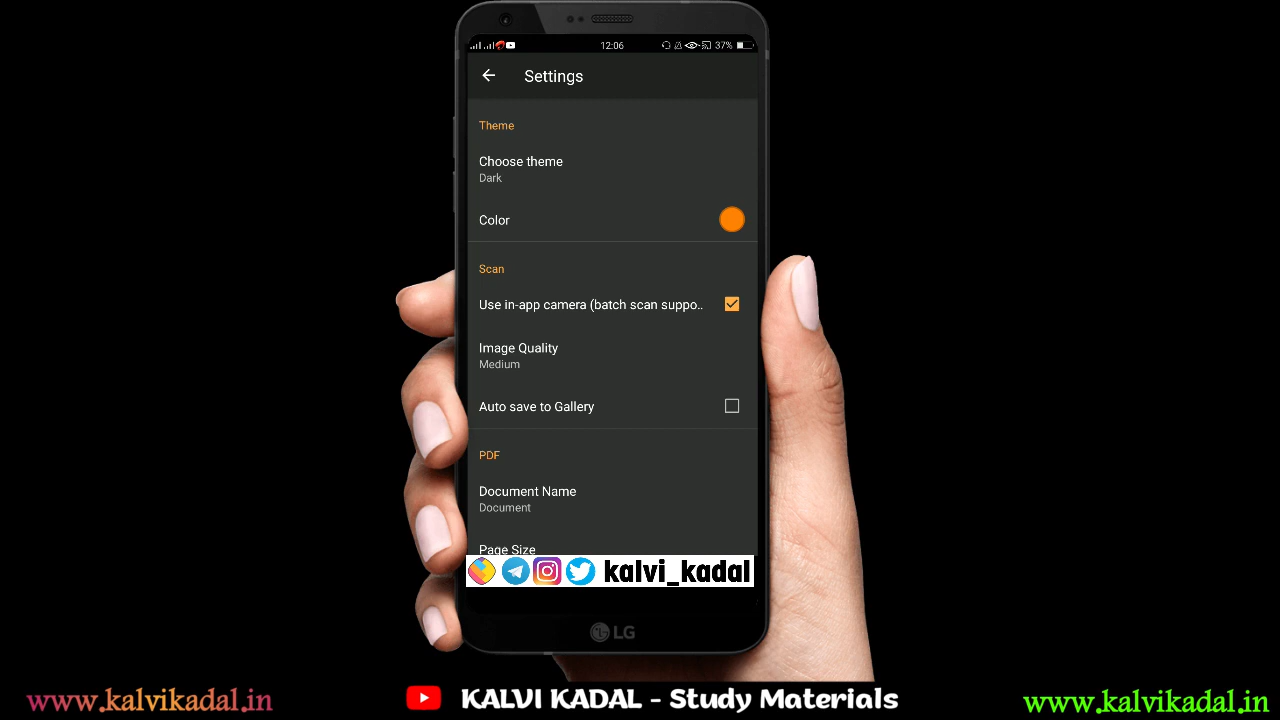 12:06
37%
Settings
Theme
Choose theme
Dark
Color
Scan
Use in-app camera (batch scan suppo..
Image Quality
Medium
Auto save to Gallery
PDF
Document Name
Document
Page Size
kalvi_kadal
LG
www.kalvikadal.in
KALVI KADAL - Study Materials
www.kalvikadal.in